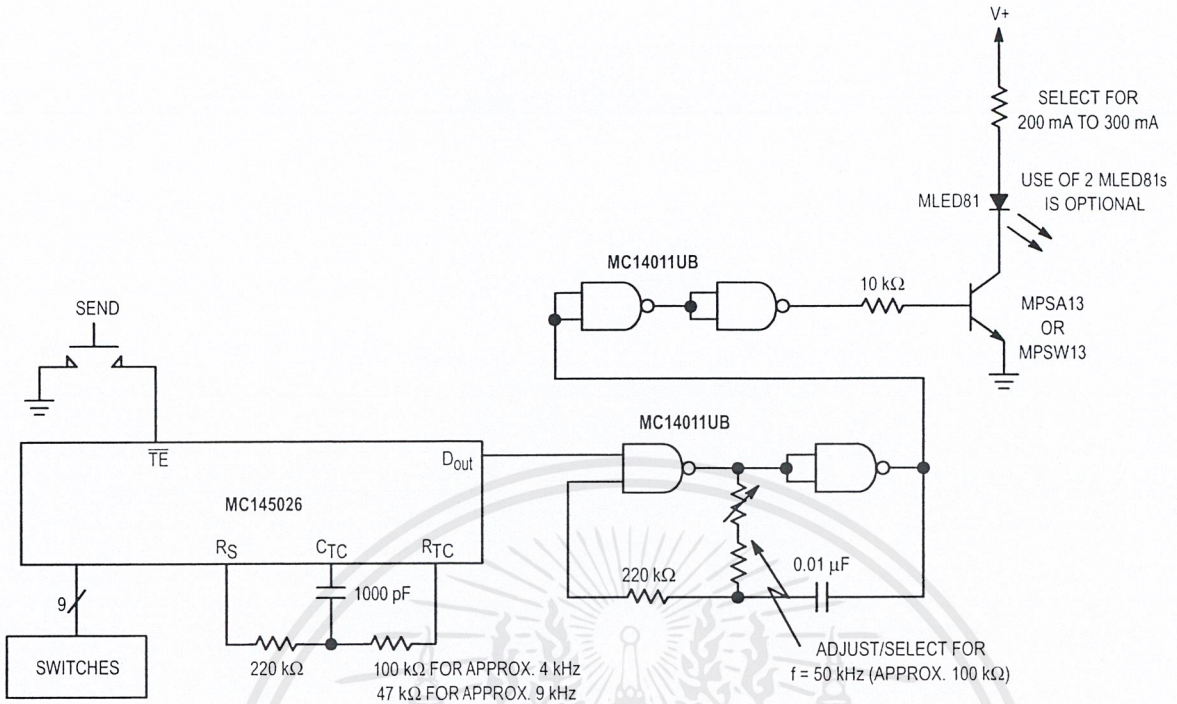 V+
SELECT FOR
200 mA TO 300 mA
USE OF 2 MLED81s
IS OPTIONAL
MLED81
MC14011UB
10 kΩ
MPSA13
OR
MPSW13
SEND
MC14011UB
TE
Dout
MC145026
RS
CTC
RTC
220 kΩ
0.01 µF
1000 pF
9
SWITCHES
220 kΩ
100 kΩ FOR APPROX. 4 kHz
47 kΩ FOR APPROX. 9 kHz
ADJUST/SELECT FOR
f = 50 kHz (APPROX. 100 kΩ)